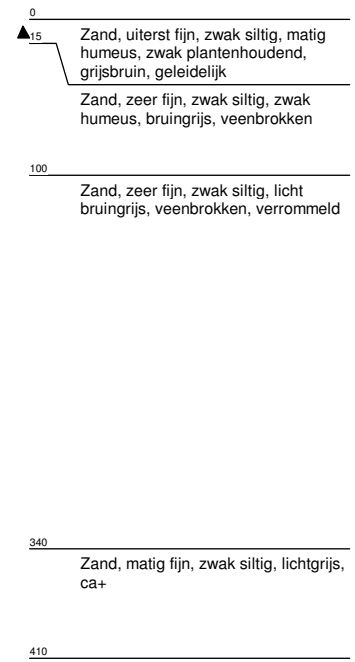 0
15
Zand, uiterst fijn, zwak siltig, matig
humeus, zwak plantenhoudend,
grijsbruin, geleidelijk
Zand, zeer fijn, zwak siltig, zwak
humeus, bruingrijs, veenbrokken
100
Zand, zeer fijn, zwak siltig, licht
bruingrijs, veenbrokken, verrommeld
340
Zand, matig fijn, zwak siltig, lichtgrijs,
ca+
410